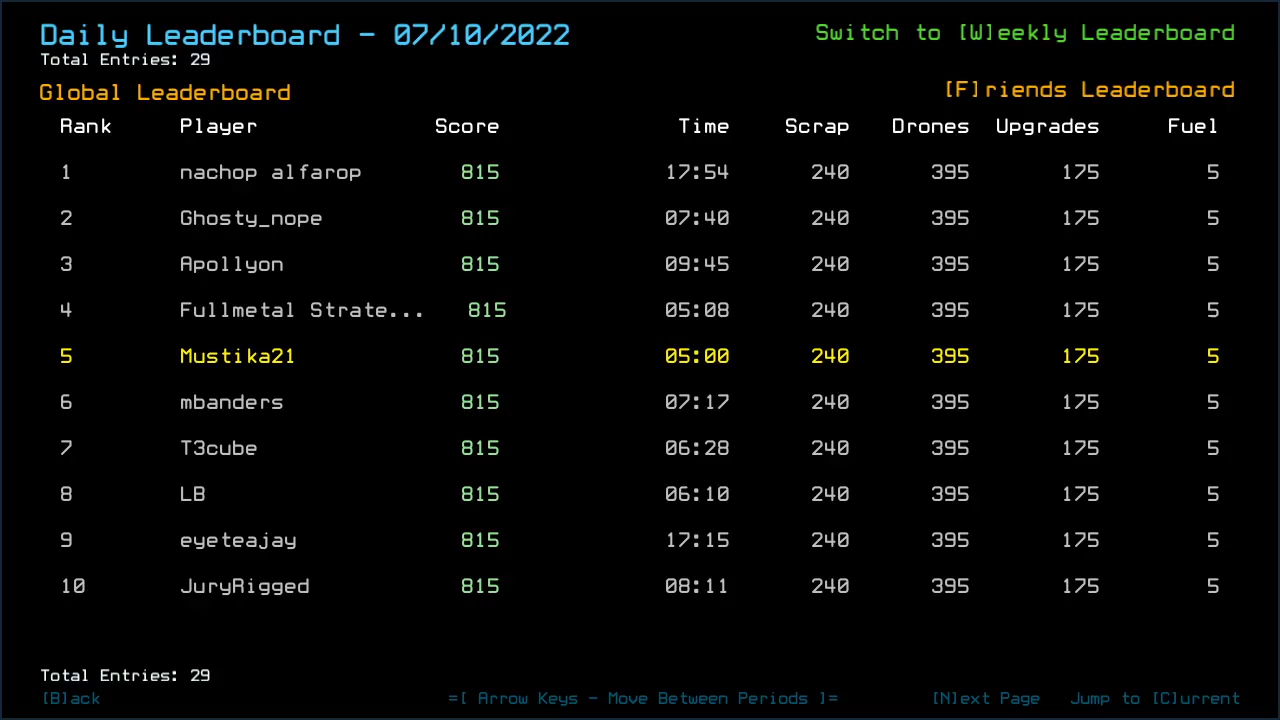 Daily Leaderboard - 07/10/2022 Switch to [W]eekly Leaderboard
Total Entries: 29
Global Leaderboard [F]riends Leaderboard
Rank Player Score Time Scrap Drones Upgrades Fuel
1 nachop alfarop 815 17:54 240 395 175 5
2 Ghosty_nope 815 07:40 240 395 175 5
3 Apollyon 815 09:45 240 395 175 5
4 Fullmetal Strate... 815 05:08 240 395 175 5
5 Mustika21 815 05:00 240 395 175 5
6 mbanders 815 07:17 240 395 175 5
7 T3cube 815 06:28 240 395 175 5
8 LB 815 06:10 240 395 175 5
9 eyeteajay 815 17:15 240 395 175 5
10 JuryRigged 815 08:11 240 395 175 5
Total Entries: 29
[B]ack =[ Arrow Keys - Move Between Periods ]= [N]ext Page Jump to [C]urrent